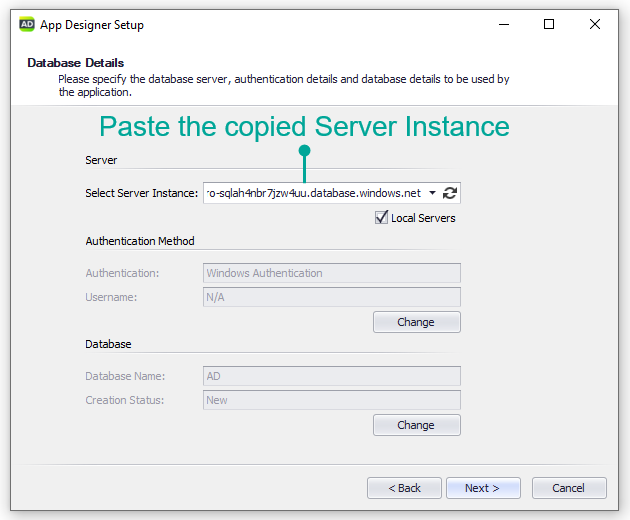 AD App Designer Setup
Database Details
Please specify the database server, authentication details and database details to be used by
the application.
Paste the copied Server Instance
Server
Select Server Instance: ro-sqlah4nbr7jzw4uu.database.windows.net
Local Servers
Authentication Method
Authentication: Windows Authentication
Username: N/A
Change
Database
Database Name: AD
Creation Status: New
Change
< Back Next > Cancel